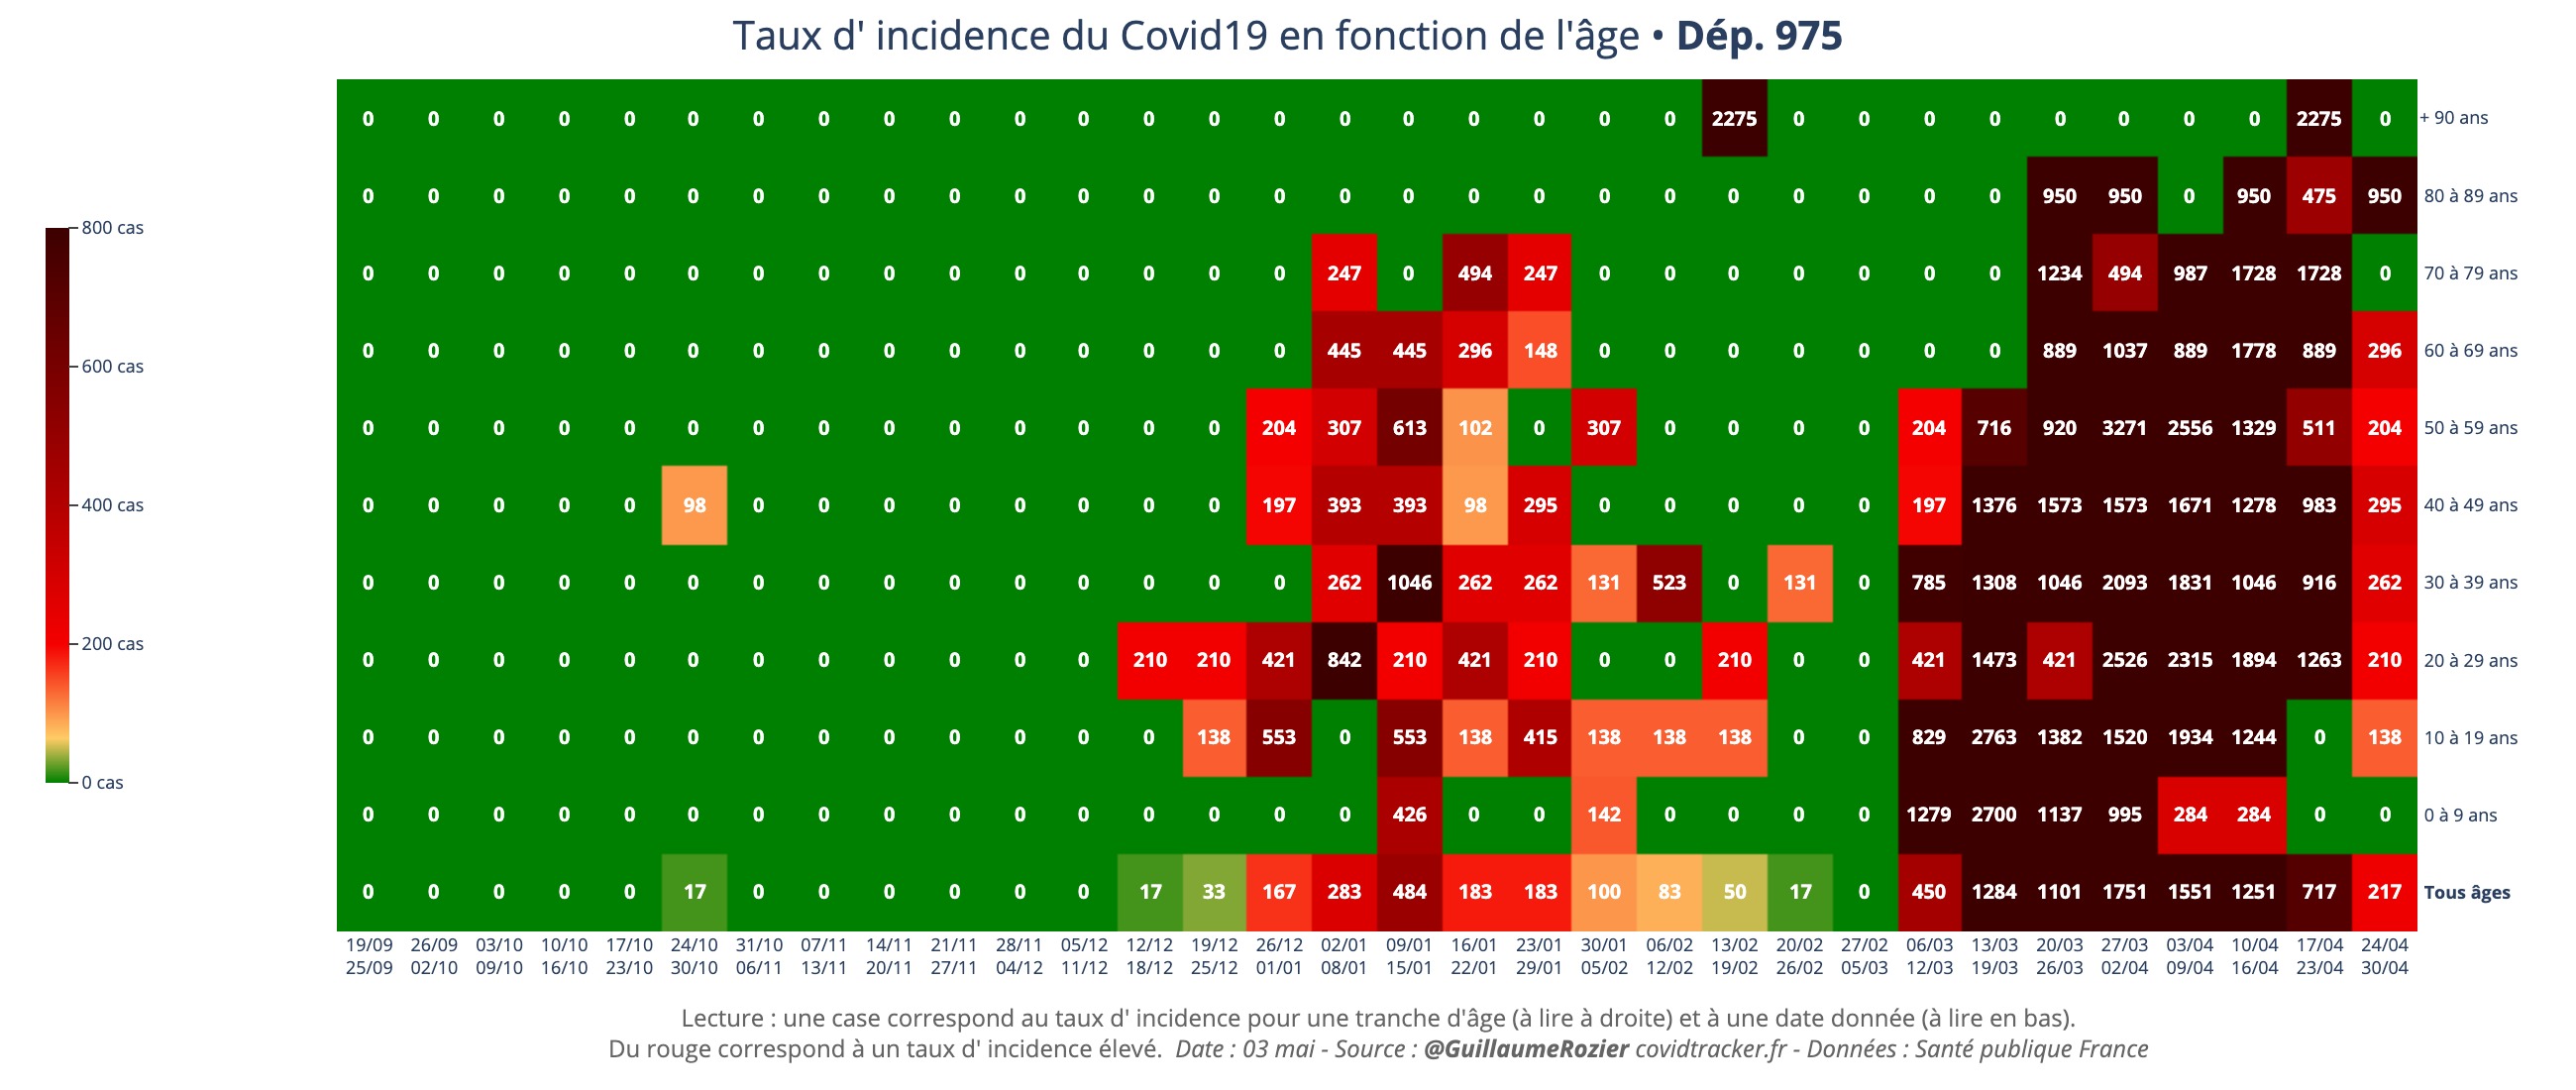 Taux d' incidence du Covid19 en fonction de l'âge • Dép. 975
0 0 0 0 0 0 0 0 0 0 0 0 0 0 0 0 0 0 0 0 0 2275 0 0 0 0 0 0 0 0 2275 0 + 90 ans
0 0 0 0 0 0 0 0 0 0 0 0 0 0 0 0 0 0 0 0 0 0 0 0 0 0 950 950 0 950 475 950 80 à 89 ans
800 cas
0 0 0 0 0 0 0 0 0 0 0 0 0 0 0 247 0 494 247 0 0 0 0 0 0 0 1234 494 987 1728 1728 0 70 à 79 ans
0 0 0 0 0 0 0 0 0 0 0 0 0 0 0 445 445 296 148 0 0 0 0 0 0 0 889 1037 889 1778 889 296 60 à 69 ans
600 cas
0 0 0 0 0 0 0 0 0 0 0 0 0 0 204 307 613 102 0 307 0 0 0 0 204 716 920 3271 2556 1329 511 204 50 à 59 ans
400 cas
0 0 0 0 0 98 0 0 0 0 0 0 0 0 197 393 393 98 295 0 0 0 0 0 197 1376 1573 1573 1671 1278 983 295 40 à 49 ans
0 0 0 0 0 0 0 0 0 0 0 0 0 0 0 262 1046 262 262 131 523 0 131 0 785 1308 1046 2093 1831 1046 916 262 30 à 39 ans
200 cas
0 0 0 0 0 0 0 0 0 0 0 0 210 210 421 842 210 421 210 0 0 210 0 0 421 1473 421 2526 2315 1894 1263 210 20 à 29 ans
0 0 0 0 0 0 0 0 0 0 0 0 0 138 553 0 553 138 415 138 138 138 0 0 829 2763 1382 1520 1934 1244 0 138 10 à 19 ans
0 cas
0 0 0 0 0 0 0 0 0 0 0 0 0 0 0 0 426 0 0 142 0 0 0 0 1279 2700 1137 995 284 284 0 0 0 à 9 ans
0 0 0 0 0 17 0 0 0 0 0 0 17 33 167 283 484 183 183 100 83 50 17 0 450 1284 1101 1751 1551 1251 717 217 Tous âges
19/09 26/09 03/10 10/10 17/10 24/10 31/10 07/11 14/11 21/11 28/11 05/12 12/12 19/12 26/12 02/01 09/01 16/01 23/01 30/01 06/02 13/02 20/02 27/02 06/03 13/03 20/03 27/03 03/04 10/04 17/04 24/04
25/09 02/10 09/10 16/10 23/10 30/10 06/11 13/11 20/11 27/11 04/12 11/12 18/12 25/12 01/01 08/01 15/01 22/01 29/01 05/02 12/02 19/02 26/02 05/03 12/03 19/03 26/03 02/04 09/04 16/04 23/04 30/04
Lecture : une case correspond au taux d' incidence pour une tranche d'âge (à lire à droite) et à une date donnée (à lire en bas).
Du rouge correspond à un taux d' incidence élevé. Date : 03 mai - Source : @GuillaumeRozier covidtracker.fr - Données : Santé publique France